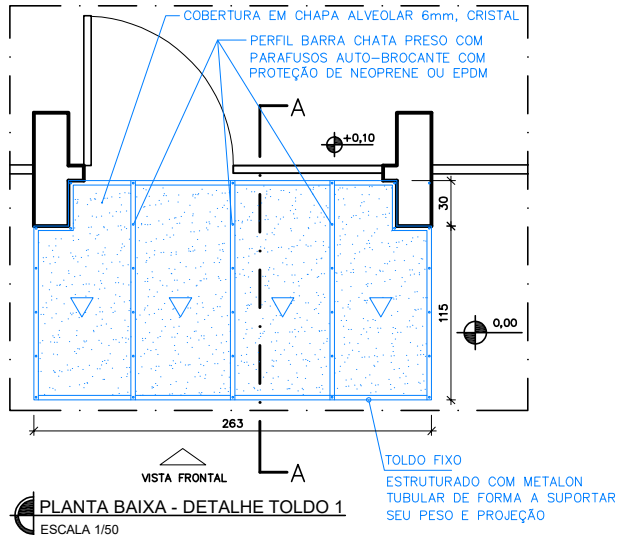 COBERTURA EM CHAPA ALVEOLAR 6mm, CRISTAL
PERFIL BARRA CHATA PRESO COM
PARAFUSOS AUTO-BROCANTE COM
PROTEÇÃO DE NEOPRENE OU EPDM
A
+0,10
30
115
0,00
263
VISTA FRONTAL
A
TOLDO FIXO
ESTRUTURADO COM METALON
TUBULAR DE FORMA A SUPORTAR
SEU PESO E PROJEÇÃO
PLANTA BAIXA - DETALHE TOLDO 1
ESCALA 1/50